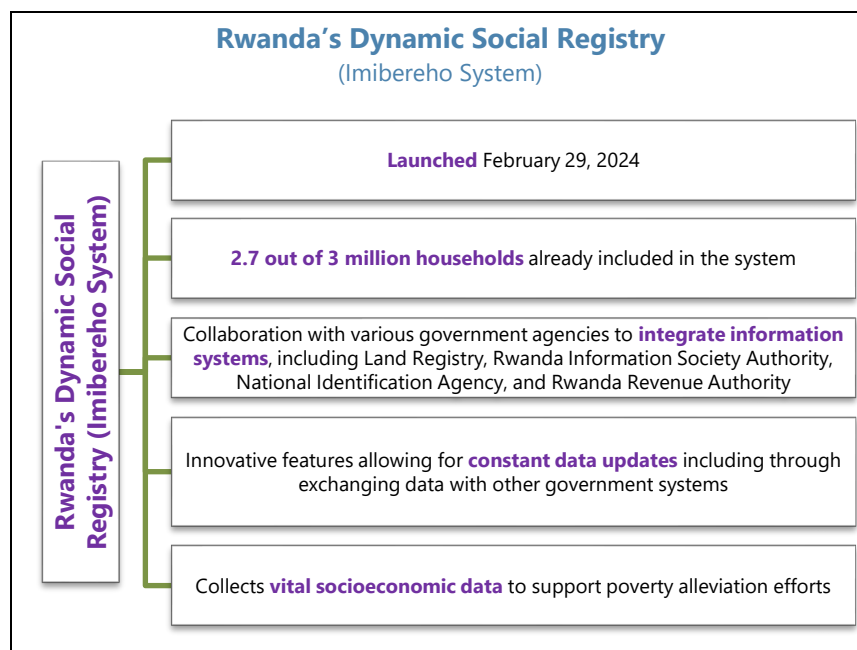 Rwanda’s Dynamic Social Registry
(Imibereho System)
Rwanda's Dynamic Social
Registry (Imibereho System)
Launched February 29, 2024
2.7 out of 3 million households already included in the system
Collaboration with various government agencies to integrate information
systems, including Land Registry, Rwanda Information Society Authority,
National Identification Agency, and Rwanda Revenue Authority
Innovative features allowing for constant data updates including through
exchanging data with other government systems
Collects vital socioeconomic data to support poverty alleviation efforts